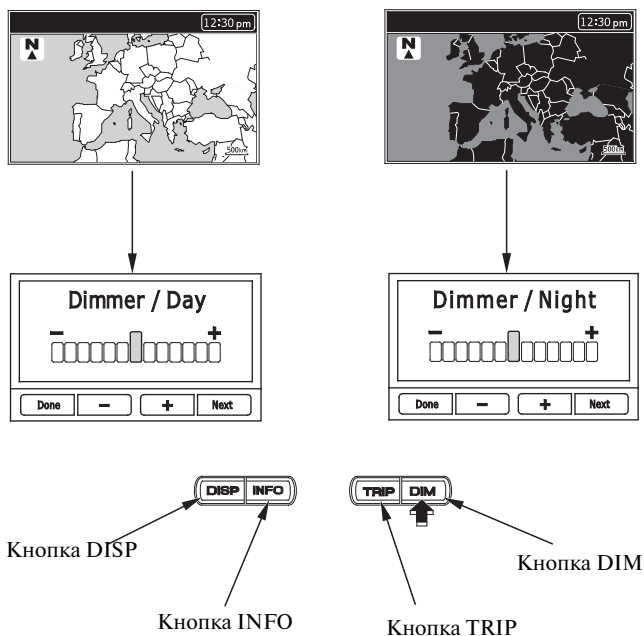 12:30 pm
N
500km
12:30 pm
N
500km
Dimmer / Day
− +
Done − + Next
Dimmer / Night
− +
Done − + Next
DISP INFO
TRIP DIM
Кнопка DISP
Кнопка DIM
Кнопка INFO
Кнопка TRIP